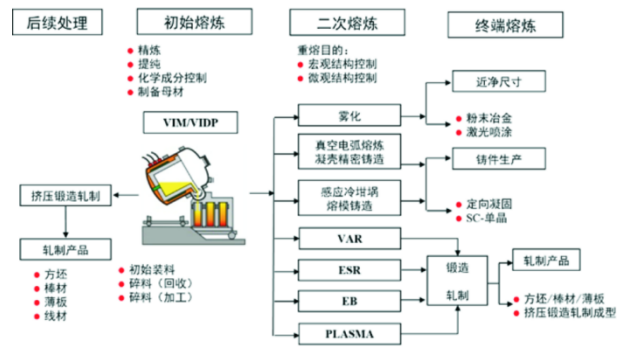 后续处理
初始熔炼
二次熔炼
终端熔炼
精炼
提纯
化学成分控制
制备母材
重熔目的：
宏观结构控制
微观结构控制
VIM/VIDP
雾化
真空电弧熔炼
凝壳精密铸造
感应冷坩埚
熔模铸造
VAR
ESR
EB
PLASMA
近净尺寸
粉末冶金
激光喷涂
铸件生产
定向凝固
SC-单晶
挤压锻造轧制
轧制产品
方坯
棒材
薄板
线材
初始装料
碎料（回收）
碎料（加工）
锻造
轧制
轧制产品
方坯/棒材/薄板
挤压锻造轧制成型